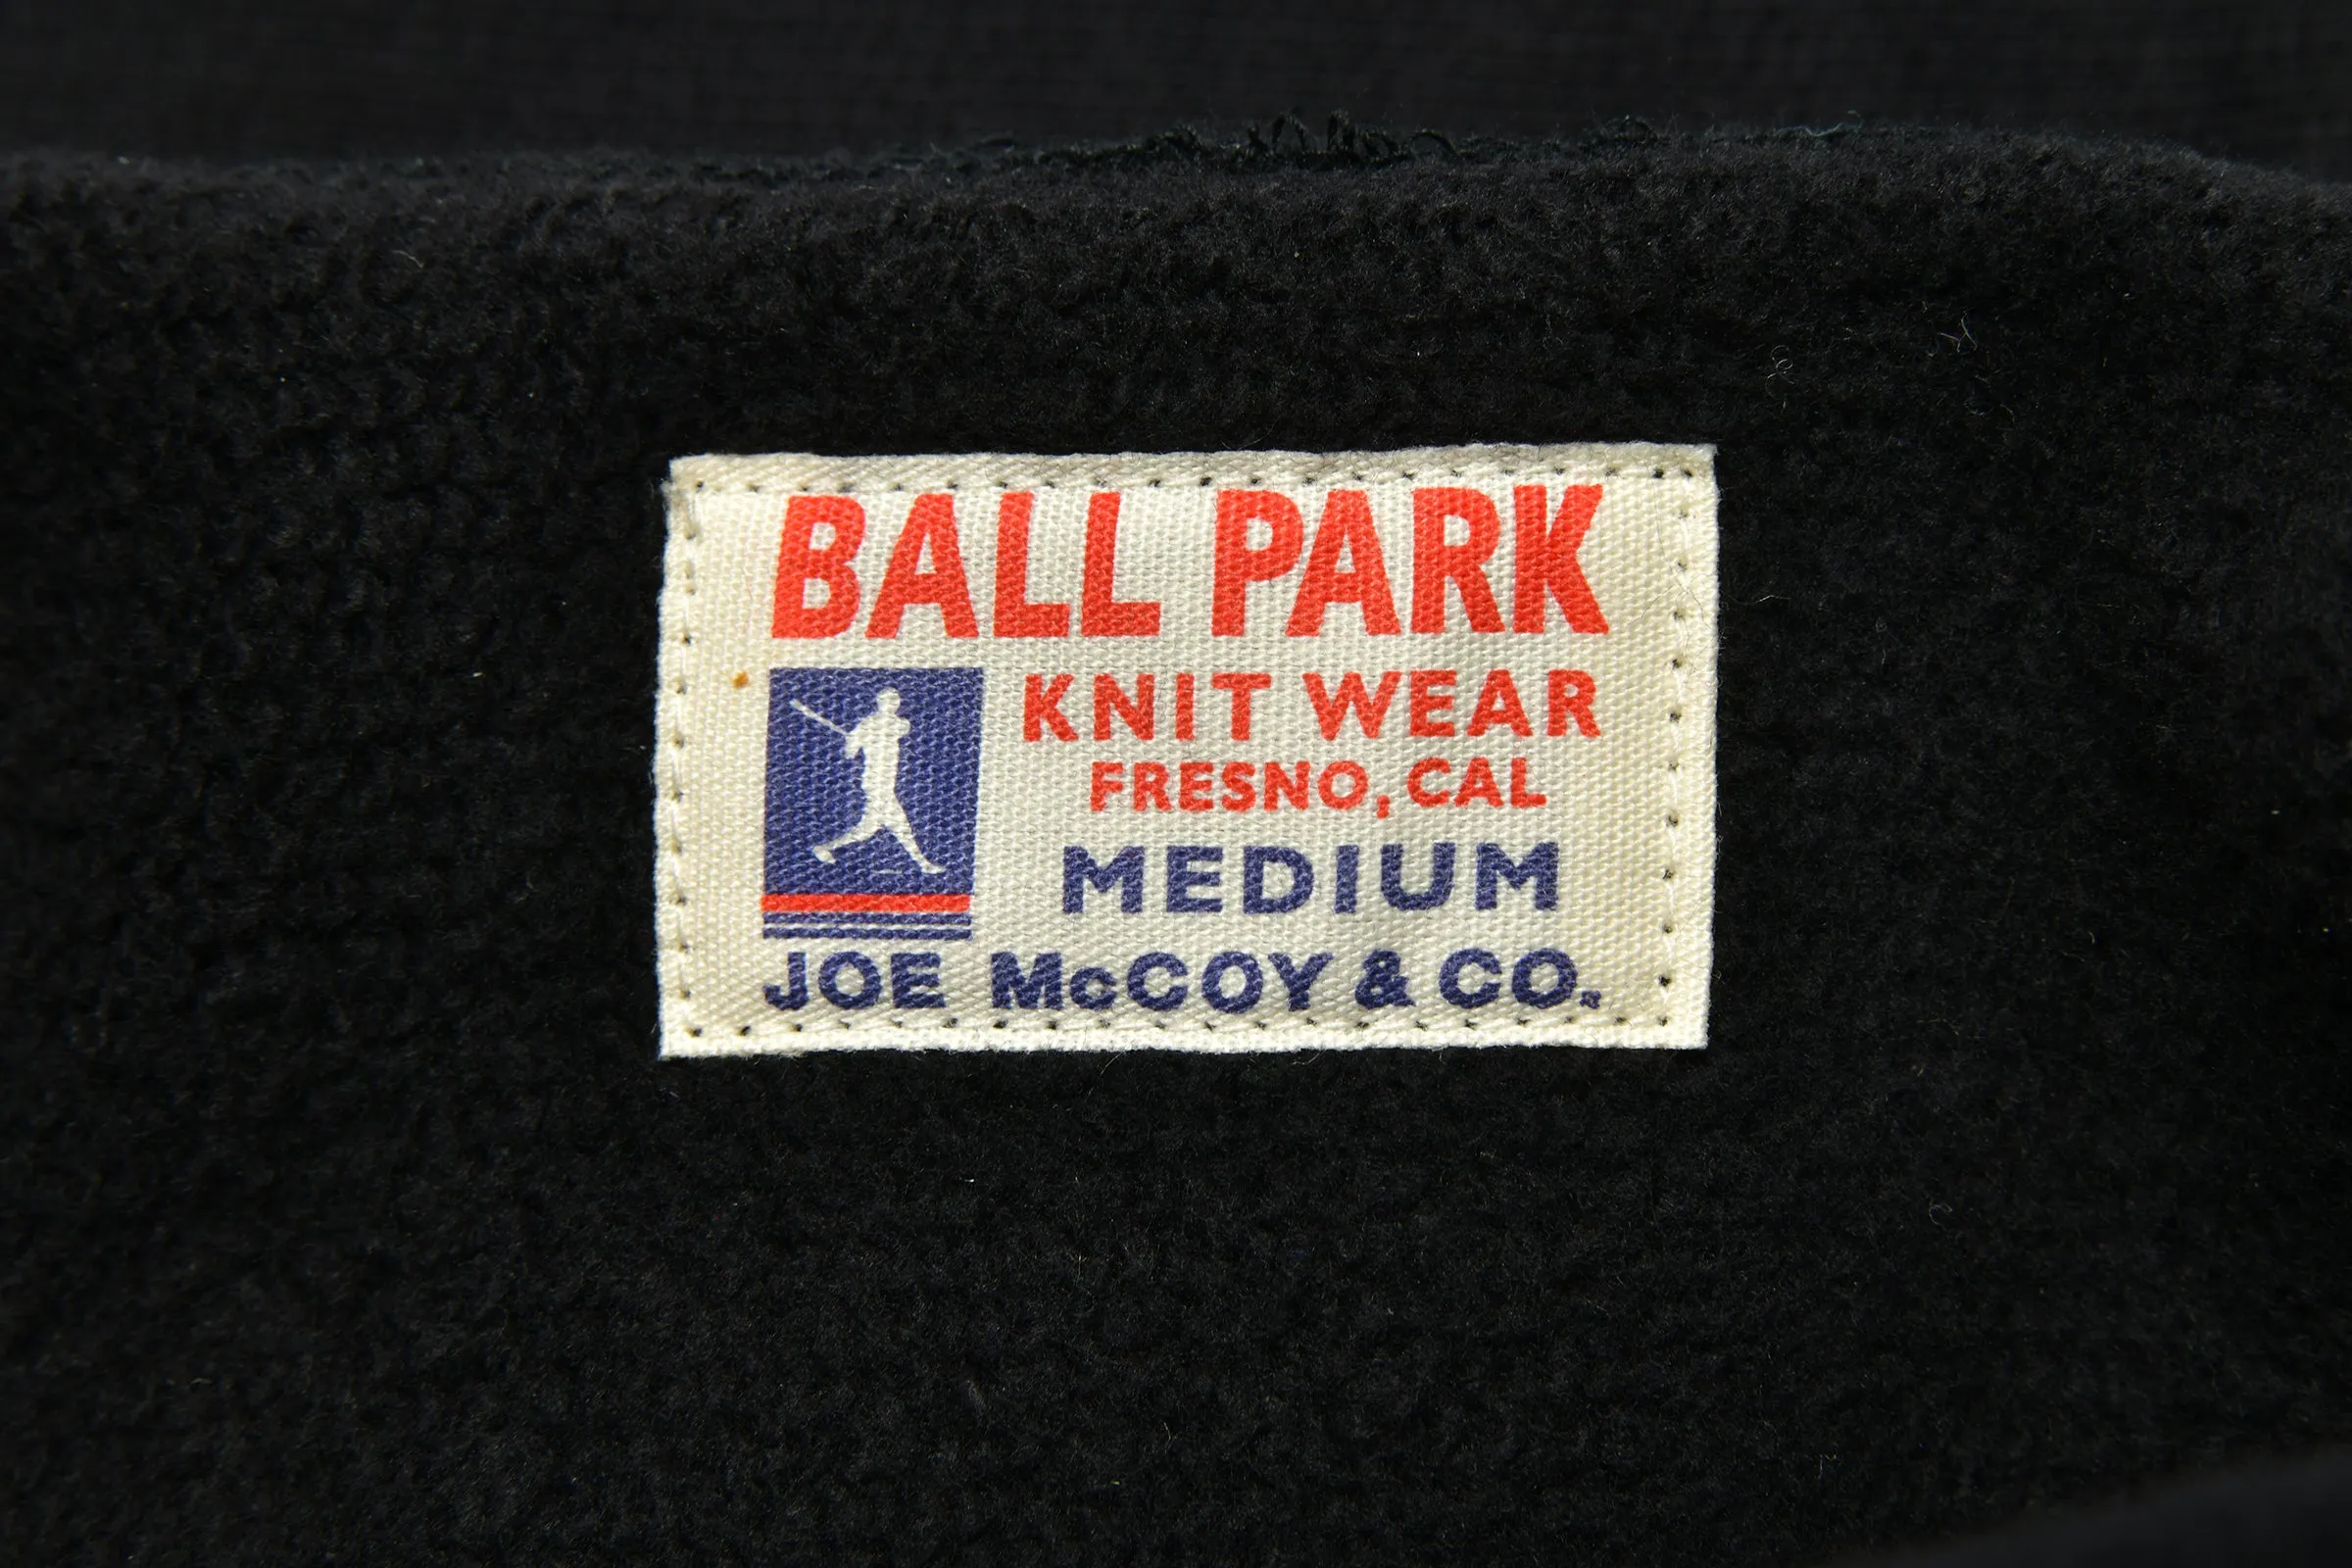 BALL PARK
KNIT WEAR
FRESNO, CAL
MEDIUM
JOE McCOY & CO.